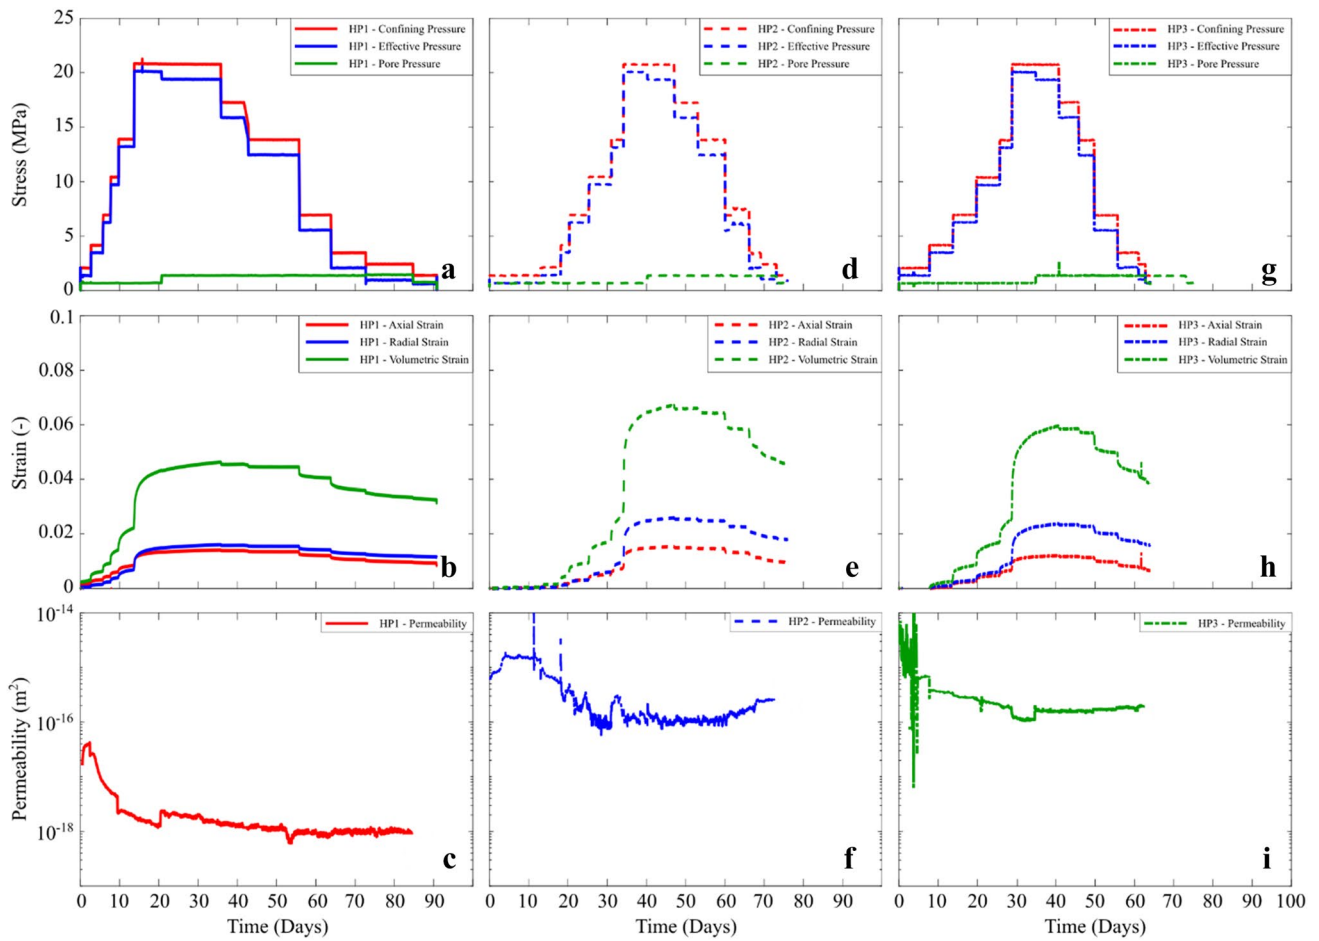 25
20
15
10
5
0
Stress (MPa)
HP1 - Confining Pressure
HP1 - Effective Pressure
HP1 - Pore Pressure
a
HP2 - Confining Pressure
HP2 - Effective Pressure
HP2 - Pore Pressure
d
HP3 - Confining Pressure
HP3 - Effective Pressure
HP3 - Pore Pressure
g
0.1
0.08
0.06
0.04
0.02
0
Strain (-)
HP1 - Axial Strain
HP1 - Radial Strain
HP1 - Volumetric Strain
b
HP2 - Axial Strain
HP2 - Radial Strain
HP2 - Volumetric Strain
e
HP3 - Axial Strain
HP3 - Radial Strain
HP3 - Volumetric Strain
h
10⁻¹⁴
10⁻¹⁶
10⁻¹⁸
Permeability (m²)
HP1 - Permeability
c
HP2 - Permeability
f
HP3 - Permeability
i
0 10 20 30 40 50 60 70 80 90
0 10 20 30 40 50 60 70 80 90
0 10 20 30 40 50 60 70 80 90 100
Time (Days)
Time (Days)
Time (Days)